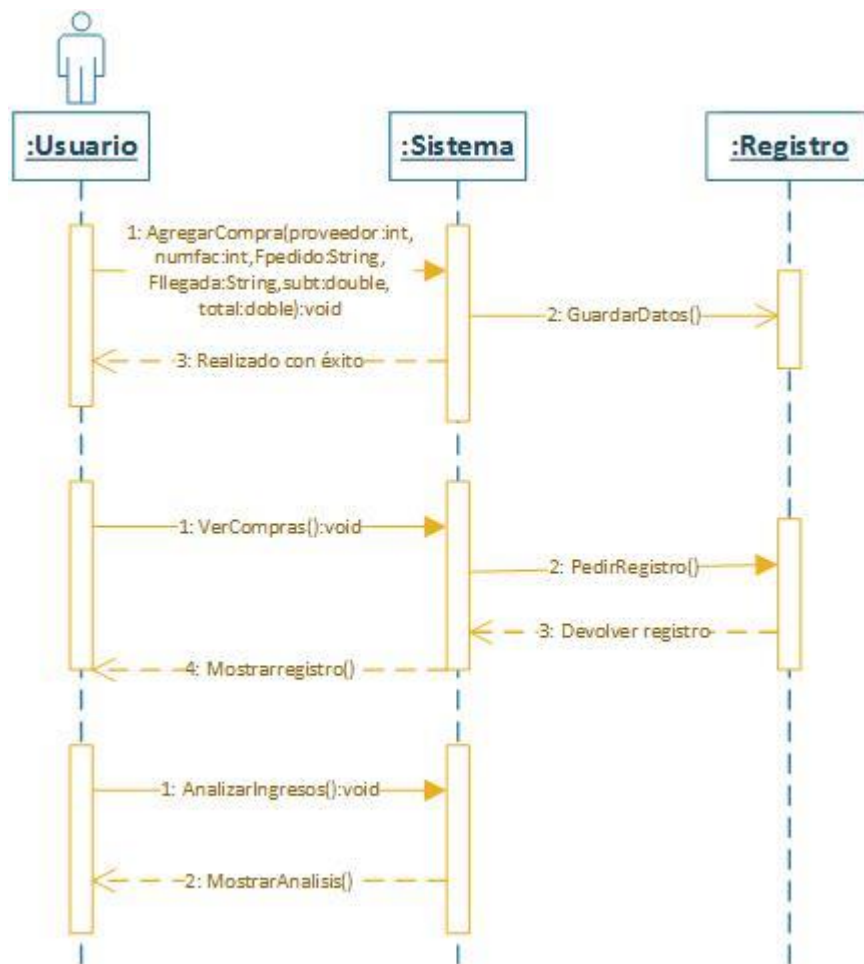 :Usuario
:Sistema
:Registro
1: AgregarCompra(proveedor:int,
numfac:int,Fpedido:String,
Fllegada:String,subt:double,
total:doble):void
2: GuardarDatos()
3: Realizado con éxito
1: VerCompras():void
2: PedirRegistro()
3: Devolver registro
4: Mostrarregistro()
1: AnalizarIngresos():void
2: MostrarAnalisis()